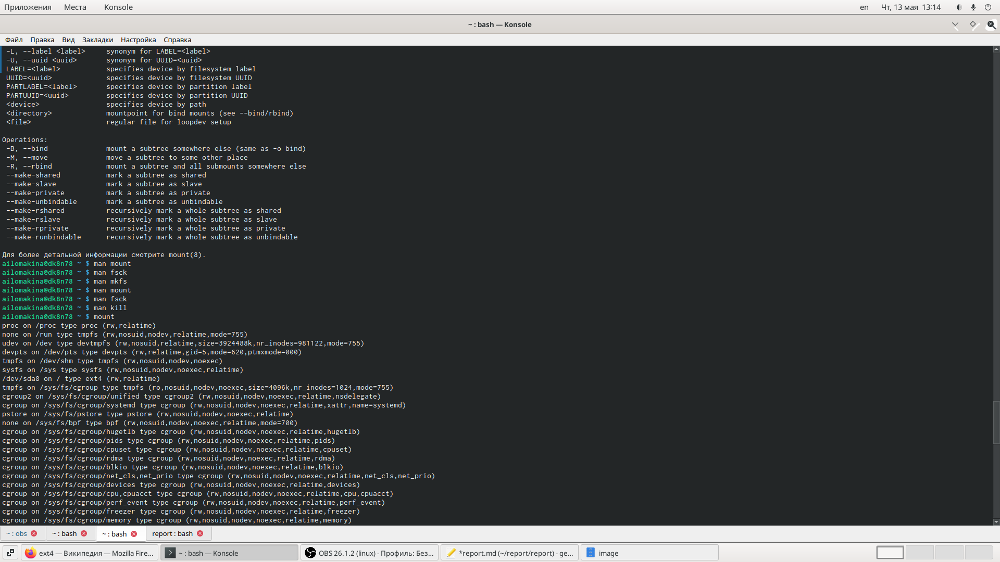 Приложения Места Konsole en Чт, 13 мая 13:14
~ : bash — Konsole
Файл Правка Вид Закладки Настройка Справка
-L, --label <label> synonym for LABEL=<label>
-U, --uuid <uuid> synonym for UUID=<uuid>
LABEL=<label> specifies device by filesystem label
UUID=<uuid> specifies device by filesystem UUID
PARTLABEL=<label> specifies device by partition label
PARTUUID=<uuid> specifies device by partition UUID
<device> specifies device by path
<directory> mountpoint for bind mounts (see --bind/rbind)
<file> regular file for loopdev setup
Operations:
-B, --bind mount a subtree somewhere else (same as -o bind)
-M, --move move a subtree to some other place
-R, --rbind mount a subtree and all submounts somewhere else
--make-shared mark a subtree as shared
--make-slave mark a subtree as slave
--make-private mark a subtree as private
--make-unbindable mark a subtree as unbindable
--make-rshared recursively mark a whole subtree as shared
--make-rslave recursively mark a whole subtree as slave
--make-rprivate recursively mark a whole subtree as private
--make-runbindable recursively mark a whole subtree as unbindable
Для более детальной информации смотрите mount(8).
ailomakina@dk8n78 ~ $ man mount
ailomakina@dk8n78 ~ $ man fsck
ailomakina@dk8n78 ~ $ man mkfs
ailomakina@dk8n78 ~ $ man mount
ailomakina@dk8n78 ~ $ man fsck
ailomakina@dk8n78 ~ $ man kill
ailomakina@dk8n78 ~ $ mount
proc on /proc type proc (rw,relatime)
none on /run type tmpfs (rw,nosuid,nodev,relatime,mode=755)
udev on /dev type devtmpfs (rw,nosuid,relatime,size=3924488k,nr_inodes=981122,mode=755)
devpts on /dev/pts type devpts (rw,relatime,gid=5,mode=620,ptmxmode=000)
tmpfs on /dev/shm type tmpfs (rw,nosuid,nodev,noexec)
sysfs on /sys type sysfs (rw,nosuid,nodev,noexec,relatime)
/dev/sda8 on / type ext4 (rw,relatime)
tmpfs on /sys/fs/cgroup type tmpfs (ro,nosuid,nodev,noexec,size=4096k,nr_inodes=1024,mode=755)
cgroup2 on /sys/fs/cgroup/unified type cgroup2 (rw,nosuid,nodev,noexec,relatime,nsdelegate)
cgroup on /sys/fs/cgroup/systemd type cgroup (rw,nosuid,nodev,noexec,relatime,xattr,name=systemd)
pstore on /sys/fs/pstore type pstore (rw,nosuid,nodev,noexec,relatime)
none on /sys/fs/bpf type bpf (rw,nosuid,nodev,noexec,relatime,mode=700)
cgroup on /sys/fs/cgroup/hugetlb type cgroup (rw,nosuid,nodev,noexec,relatime,hugetlb)
cgroup on /sys/fs/cgroup/pids type cgroup (rw,nosuid,nodev,noexec,relatime,pids)
cgroup on /sys/fs/cgroup/cpuset type cgroup (rw,nosuid,nodev,noexec,relatime,cpuset)
cgroup on /sys/fs/cgroup/rdma type cgroup (rw,nosuid,nodev,noexec,relatime,rdma)
cgroup on /sys/fs/cgroup/blkio type cgroup (rw,nosuid,nodev,noexec,relatime,blkio)
cgroup on /sys/fs/cgroup/net_cls,net_prio type cgroup (rw,nosuid,nodev,noexec,relatime,net_cls,net_prio)
cgroup on /sys/fs/cgroup/devices type cgroup (rw,nosuid,nodev,noexec,relatime,devices)
cgroup on /sys/fs/cgroup/cpu,cpuacct type cgroup (rw,nosuid,nodev,noexec,relatime,cpu,cpuacct)
cgroup on /sys/fs/cgroup/perf_event type cgroup (rw,nosuid,nodev,noexec,relatime,perf_event)
cgroup on /sys/fs/cgroup/freezer type cgroup (rw,nosuid,nodev,noexec,relatime,freezer)
cgroup on /sys/fs/cgroup/memory type cgroup (rw,nosuid,nodev,noexec,relatime,memory)
~ : obs ~ : bash ~ : bash report : bash
ext4 — Википедия — Mozilla Fire... ~ : bash — Konsole OBS 26.1.2 (linux) - Профиль: Без... *report.md (~/report/report) - ge... image